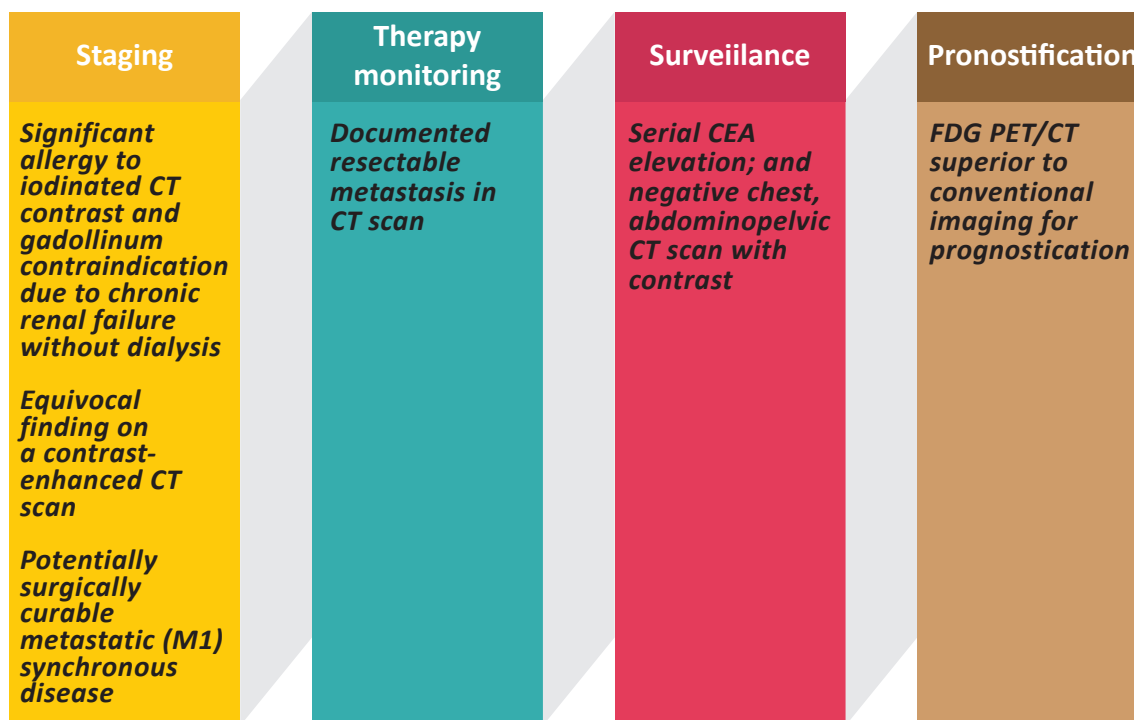 Staging
Significant
allergy to
iodinated CT
contrast and
gadollinum
contraindication
due to chronic
renal failure
without dialysis
Equivocal
finding on
a contrast-
enhanced CT
scan
Potentially
surgically
curable
metastatic (M1)
synchronous
disease
Therapy
monitoring
Documented
resectable
metastasis in
CT scan
Surveiilance
Serial CEA
elevation; and
negative chest,
abdominopelvic
CT scan with
contrast
Pronostification
FDG PET/CT
superior to
conventional
imaging for
prognostication